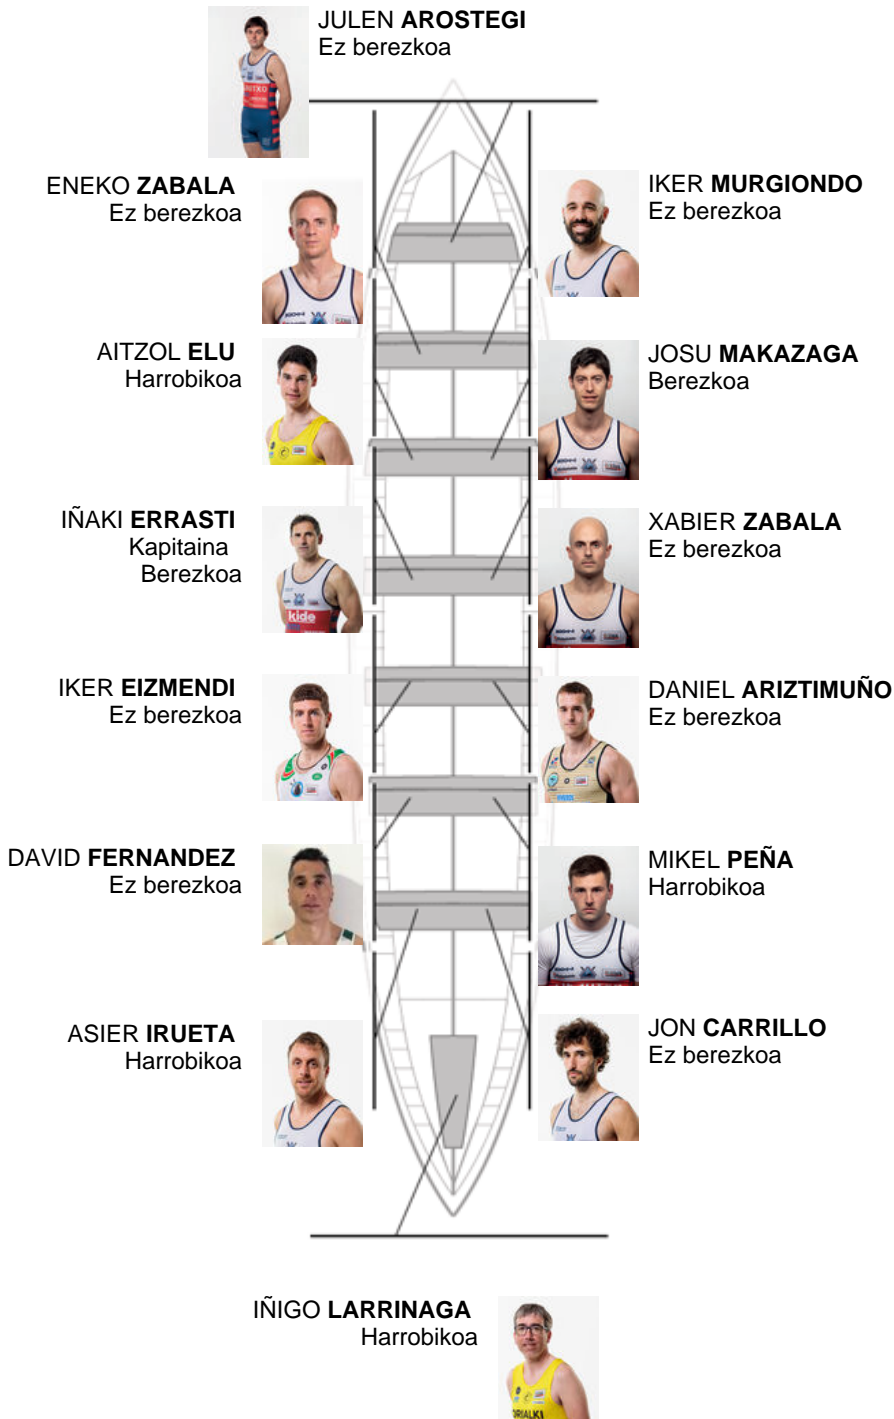 JULEN AROSTEGI
Ez berezkoa
ENEKO ZABALA
Ez berezkoa
IKER MURGIONDO
Ez berezkoa
AITZOL ELU
Harrobikoa
JOSU MAKAZAGA
Berezkoa
IÑAKI ERRASTI
Kapitaina
Berezkoa
kide
XABIER ZABALA
Ez berezkoa
IKER EIZMENDI
Ez berezkoa
DANIEL ARIZTIMUÑO
Ez berezkoa
DAVID FERNANDEZ
Ez berezkoa
MIKEL PEÑA
Harrobikoa
ASIER IRUETA
Harrobikoa
JON CARRILLO
Ez berezkoa
IÑIGO LARRINAGA
Harrobikoa